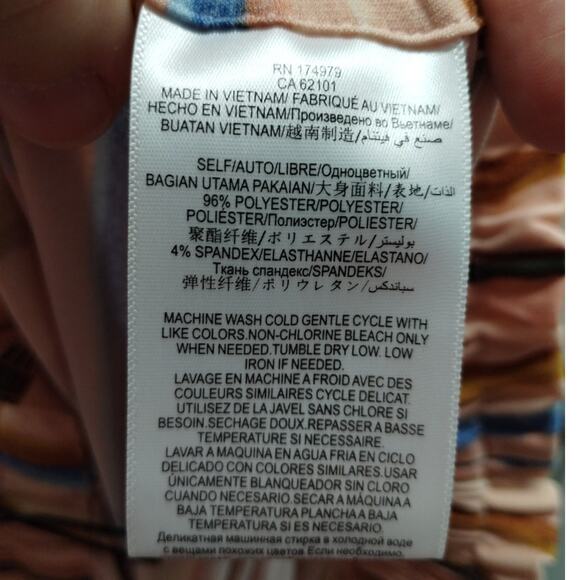 RN 174979
CA 62101
MADE IN VIETNAM/ FABRIQUÉ AU VIETNAM/
HECHO EN VIETNAM/Произведено во Вьетнаме/
BUATAN VIETNAM/越南制造/صنع في فيتنام
SELF/AUTO/LIBRE/Одноцветный/
BAGIAN UTAMA PAKAIAN/大身面料/表地/الذات
96% POLYESTER/POLYESTER/
POLIÉSTER/Полиэстер/POLIESTER/
聚酯纤维/ポリエステル/بوليستر
4% SPANDEX/ELASTHANNE/ELASTANO/
Ткань спандекс/SPANDEKS/
弹性纤维/ポリウレタン/سباندكس
MACHINE WASH COLD GENTLE CYCLE WITH
LIKE COLORS.NON-CHLORINE BLEACH ONLY
WHEN NEEDED.TUMBLE DRY LOW. LOW
IRON IF NEEDED.
LAVAGE EN MACHINE A FROID AVEC DES
COULEURS SIMILAIRES CYCLE DELICAT.
UTILISEZ DE LA JAVEL SANS CHLORE SI
BESOIN.SECHAGE DOUX.REPASSER A BASSE
TEMPERATURE SI NECESSAIRE.
LAVAR A MAQUINA EN AGUA FRIA EN CICLO
DELICADO CON COLORES SIMILARES.USAR
ÚNICAMENTE BLANQUEADOR SIN CLORO
CUANDO NECESARIO.SECAR A MÁQUINA A
BAJA TEMPERATURA PLANCHA A BAJA
TEMPERATURA SI ES NECESARIO.
Деликатная машинная стирка в холодной воде
с вещами похожих цветов Если необходимо,